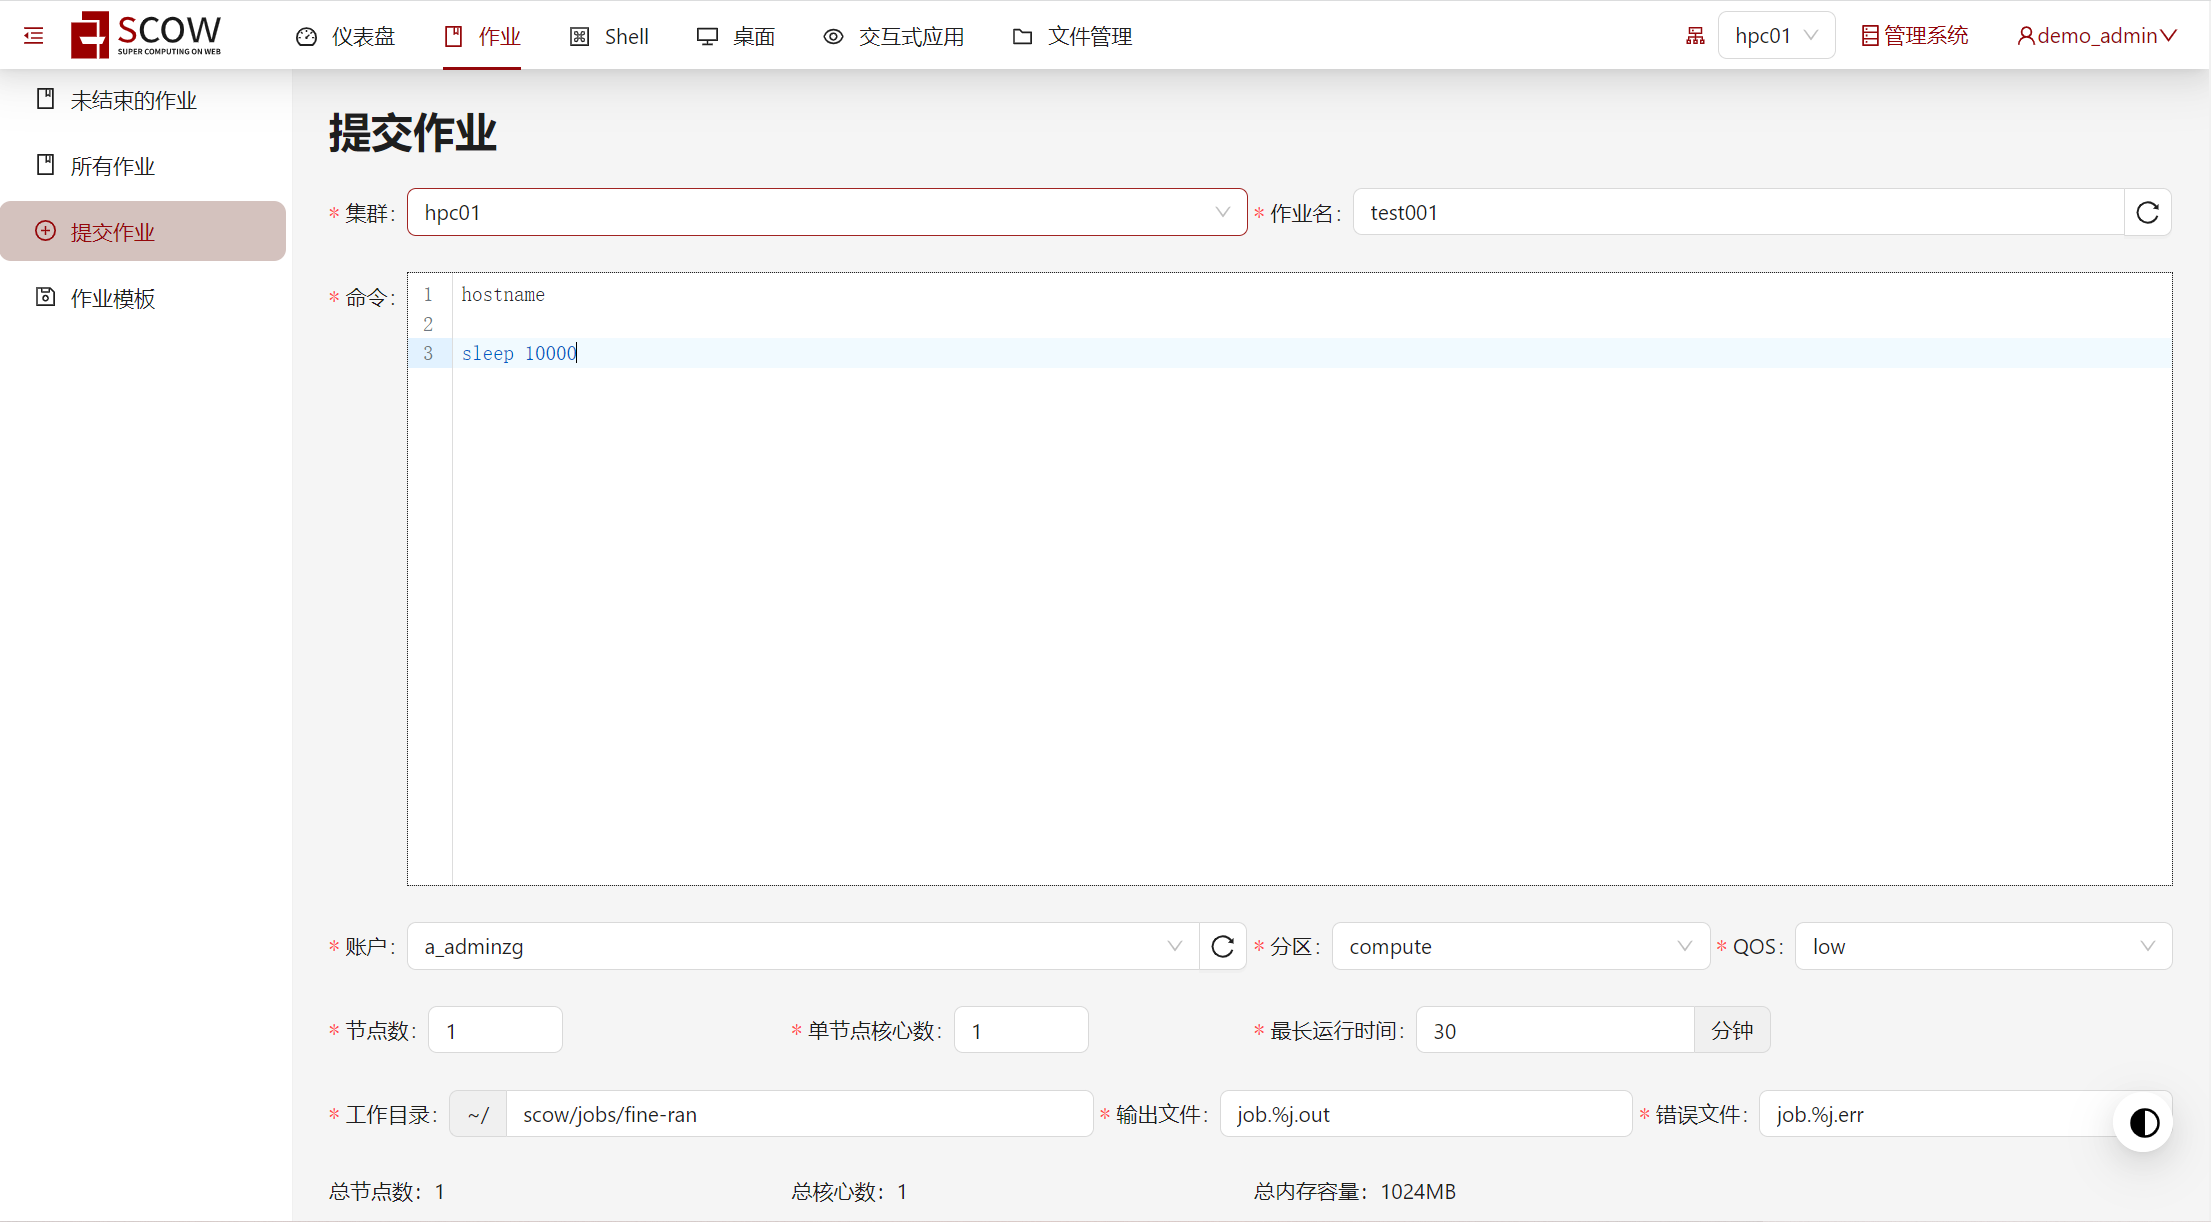 SCOW
SUPER COMPUTING ON WEB
仪表盘
作业
Shell
桌面
交互式应用
文件管理
hpc01
管理系统
demo_admin
未结束的作业
所有作业
提交作业
作业模板
提交作业
* 集群: hpc01
* 作业名: test001
* 命令:
1 hostname
2
3 sleep 10000
* 账户: a_adminzg
* 分区: compute
* QOS: low
* 节点数: 1
* 单节点核心数: 1
* 最长运行时间: 30 分钟
* 工作目录: ~/ scow/jobs/fine-ran
* 输出文件: job.%j.out
* 错误文件: job.%j.err
总节点数：1
总核心数：1
总内存容量：1024MB